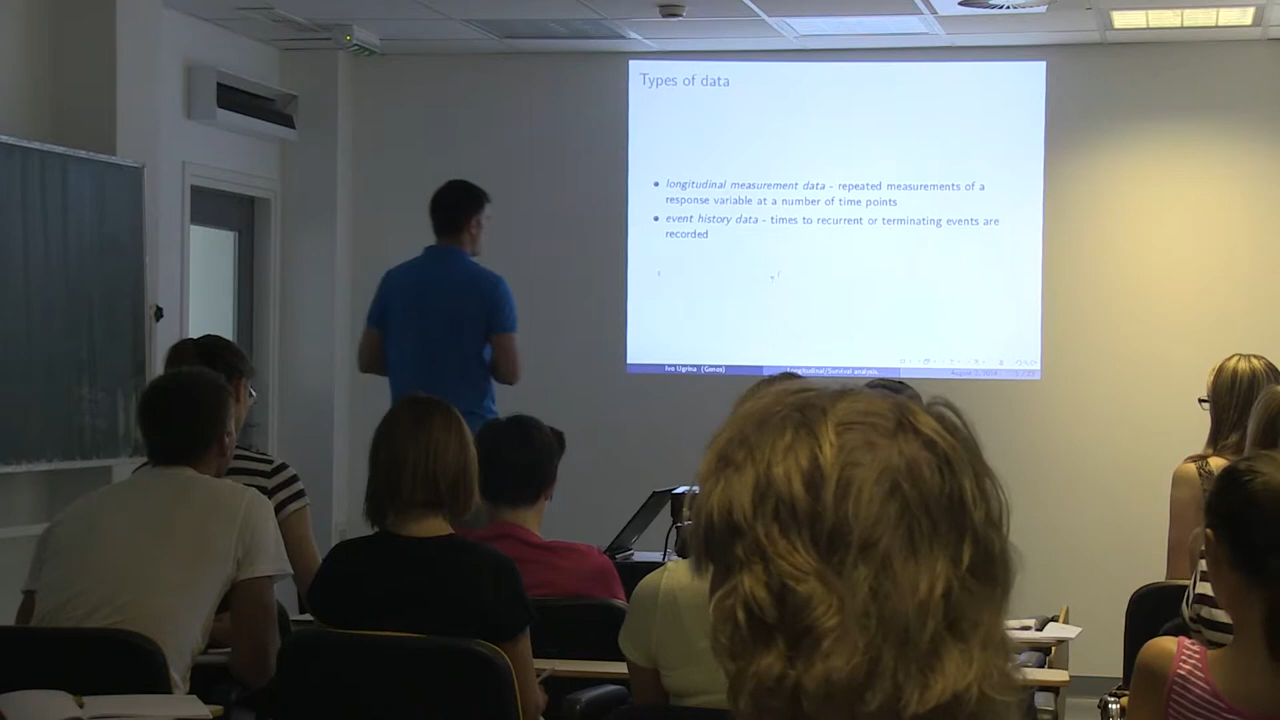 Types of data
longitudinal measurement data - repeated measurements of a
response variable at a number of time points
event history data - times to recurrent or terminating events are
recorded
Ivo Ugrina (Genos)
Longitudinal/Survival analysis